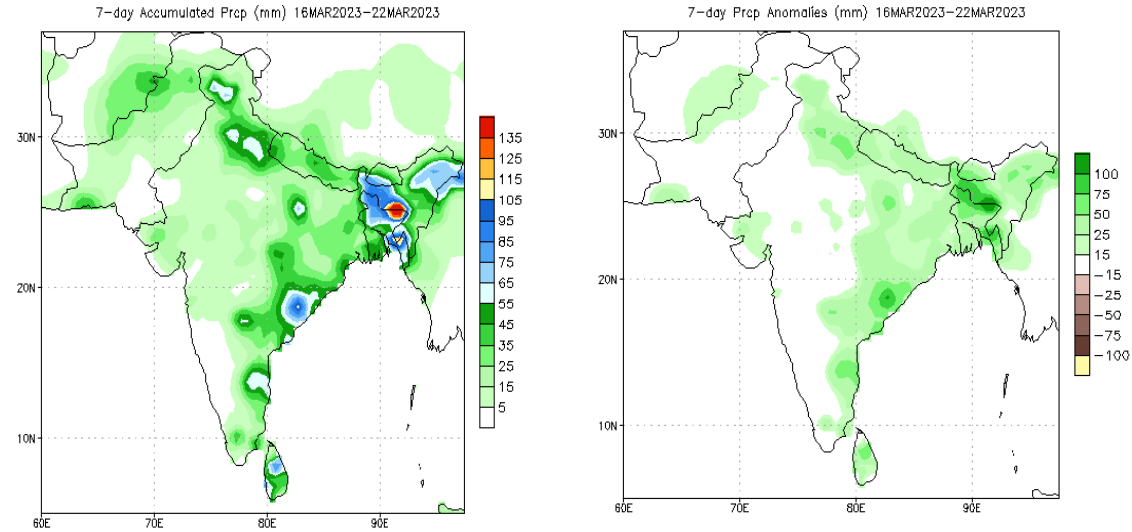 7-day Accumulated Prcp (mm) 16MAR2023-22MAR2023
30N
20N
10N
60E 70E 80E 90E
135
125
115
105
95
85
75
65
55
45
35
25
15
5
7-day Prcp Anomalies (mm) 16MAR2023-22MAR2023
30N
20N
10N
60E 70E 80E 90E
100
75
50
25
15
-15
-25
-50
-75
-100